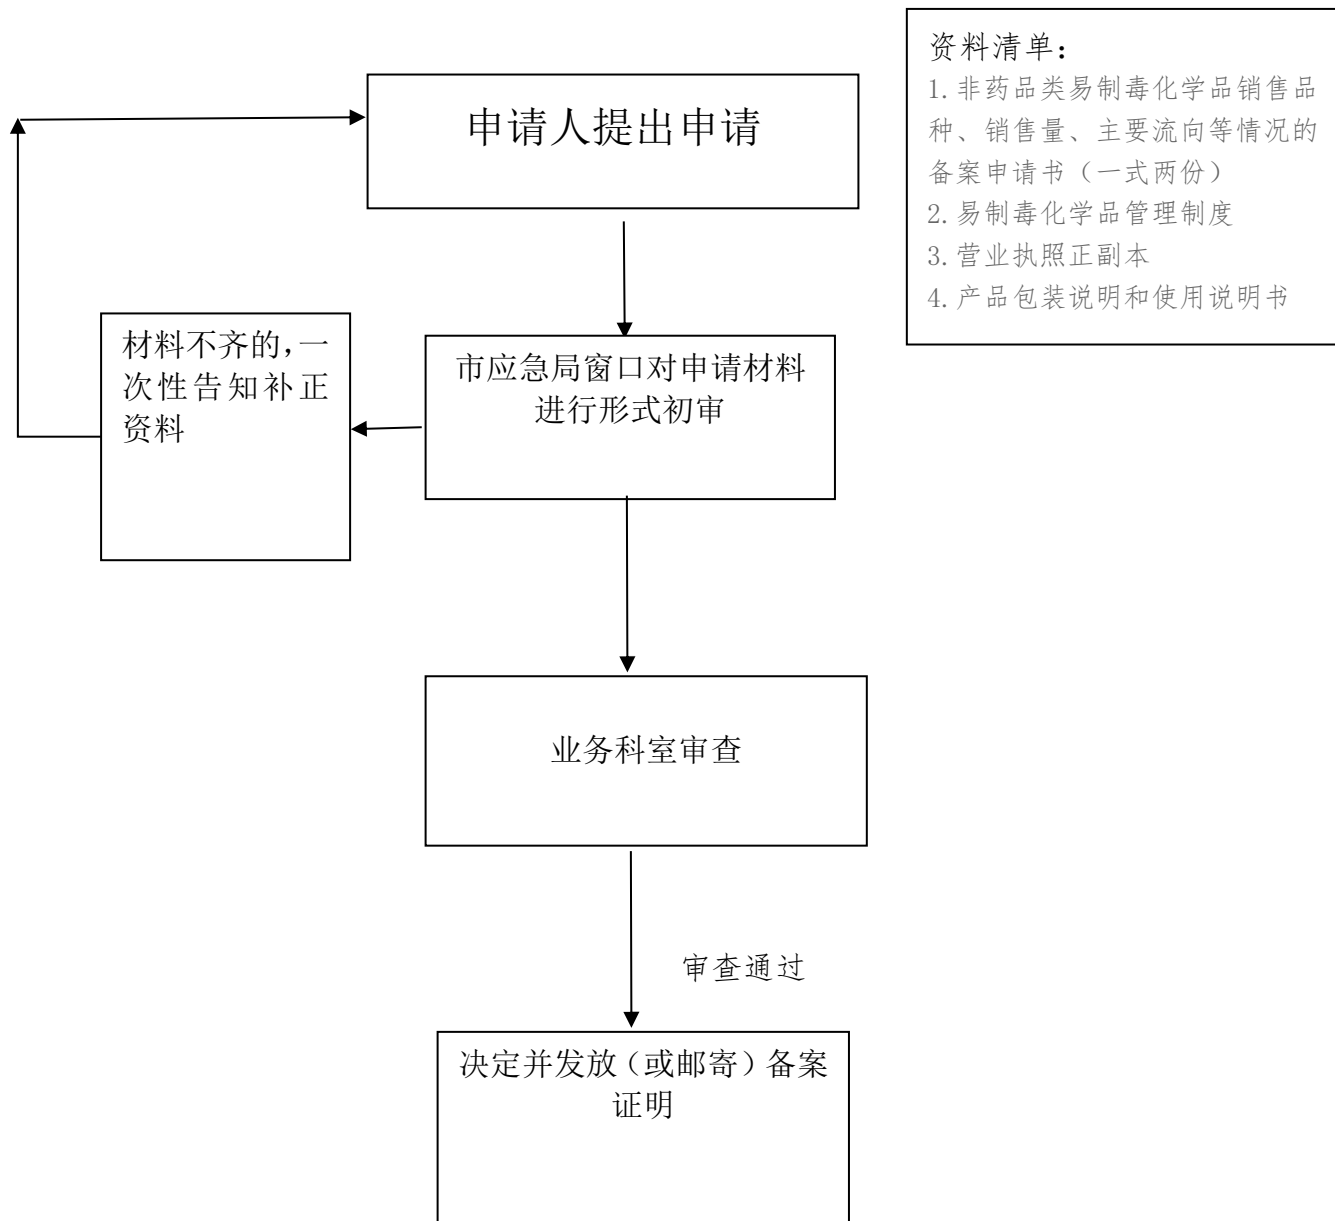 资料清单：
1.非药品类易制毒化学品销售品
种、销售量、主要流向等情况的
备案申请书（一式两份）
2.易制毒化学品管理制度
3.营业执照正副本
4.产品包装说明和使用说明书
申请人提出申请
材料不齐的，一
次性告知补正
资料
市应急局窗口对申请材料
进行形式初审
业务科室审查
审查通过
决定并发放（或邮寄）备案
证明